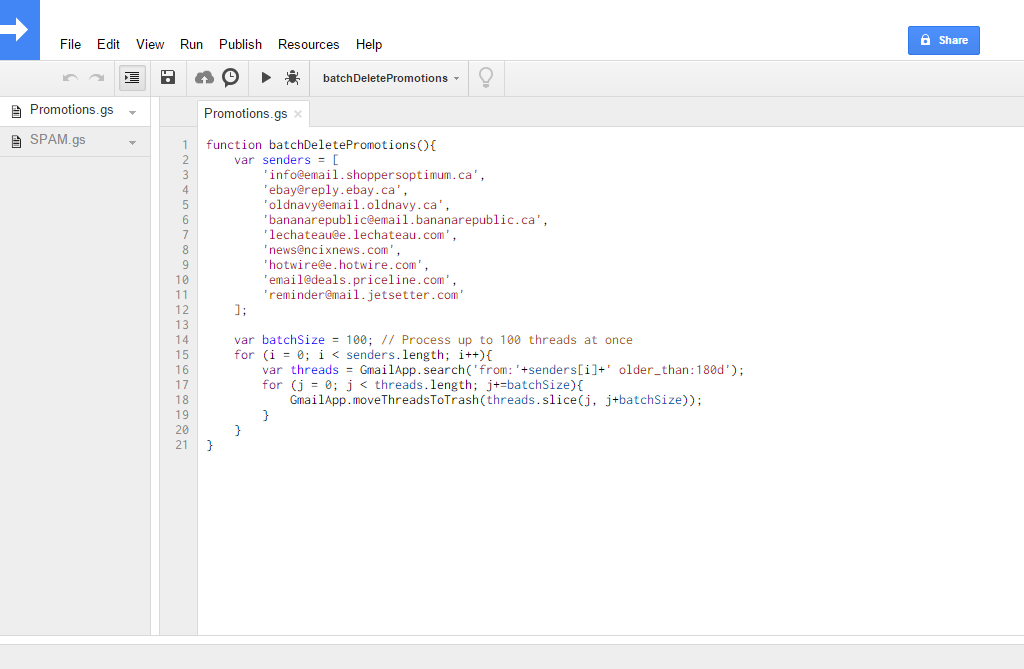 File Edit View Run Publish Resources Help
Share
batchDeletePromotions
Promotions.gs
SPAM.gs
Promotions.gs ×
1 function batchDeletePromotions(){
2     var senders = [
3         'info@email.shoppersoptimum.ca',
4         'ebay@reply.ebay.ca',
5         'oldnavy@email.oldnavy.ca',
6         'bananarepublic@email.bananarepublic.ca',
7         'lechateau@e.lechateau.com',
8         'news@ncixnews.com',
9         'hotwire@e.hotwire.com',
10         'email@deals.priceline.com',
11         'reminder@mail.jetsetter.com'
12     ];
13
14     var batchSize = 100; // Process up to 100 threads at once
15     for (i = 0; i < senders.length; i++){
16         var threads = GmailApp.search('from:'+senders[i]+' older_than:180d');
17         for (j = 0; j < threads.length; j+=batchSize){
18             GmailApp.moveThreadsToTrash(threads.slice(j, j+batchSize));
19         }
20     }
21 }